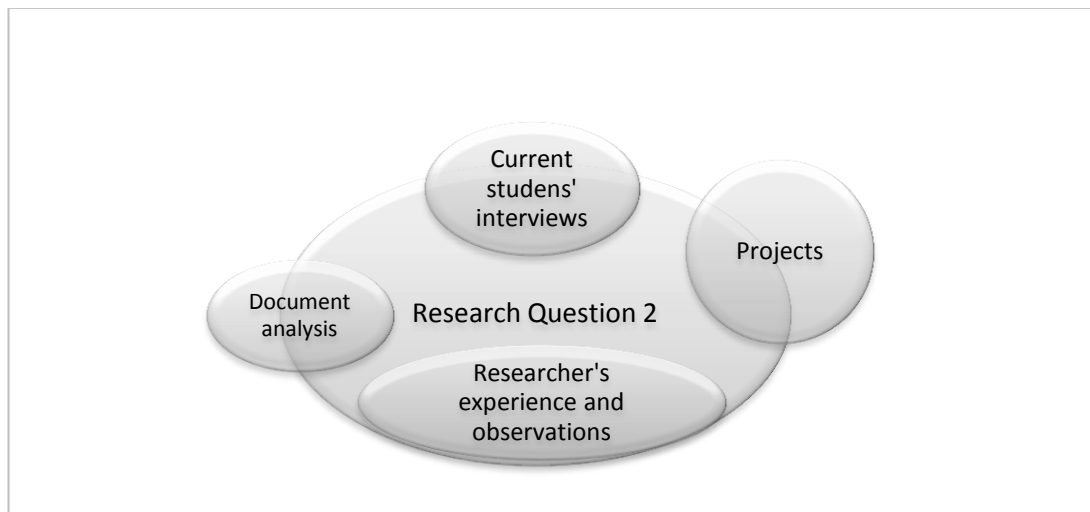 Current
studens'
interviews
Projects
Document
analysis
Research Question 2
Researcher's
experience and
observations